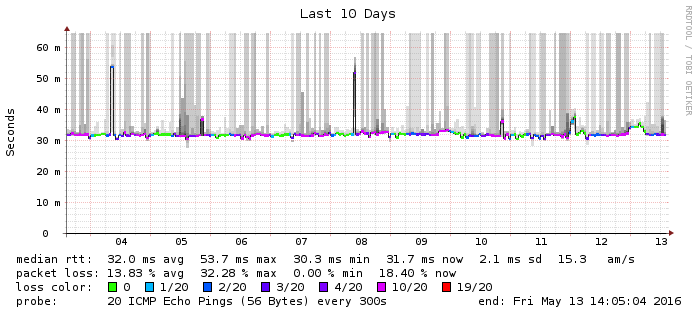 Last 10 Days
RRDTOOL / TOBI OETIKER
Seconds
60 m
50 m
40 m
30 m
20 m
10 m
0
04 05 06 07 08 09 10 11 12 13
median rtt: 32.0 ms avg 53.7 ms max 30.3 ms min 31.7 ms now 2.1 ms sd 15.3 am/s
packet loss: 13.83 % avg 32.28 % max 0.00 % min 18.40 % now
loss color: 0 1/20 2/20 3/20 4/20 10/20 19/20
probe: 20 ICMP Echo Pings (56 Bytes) every 300s end: Fri May 13 14:05:04 2016